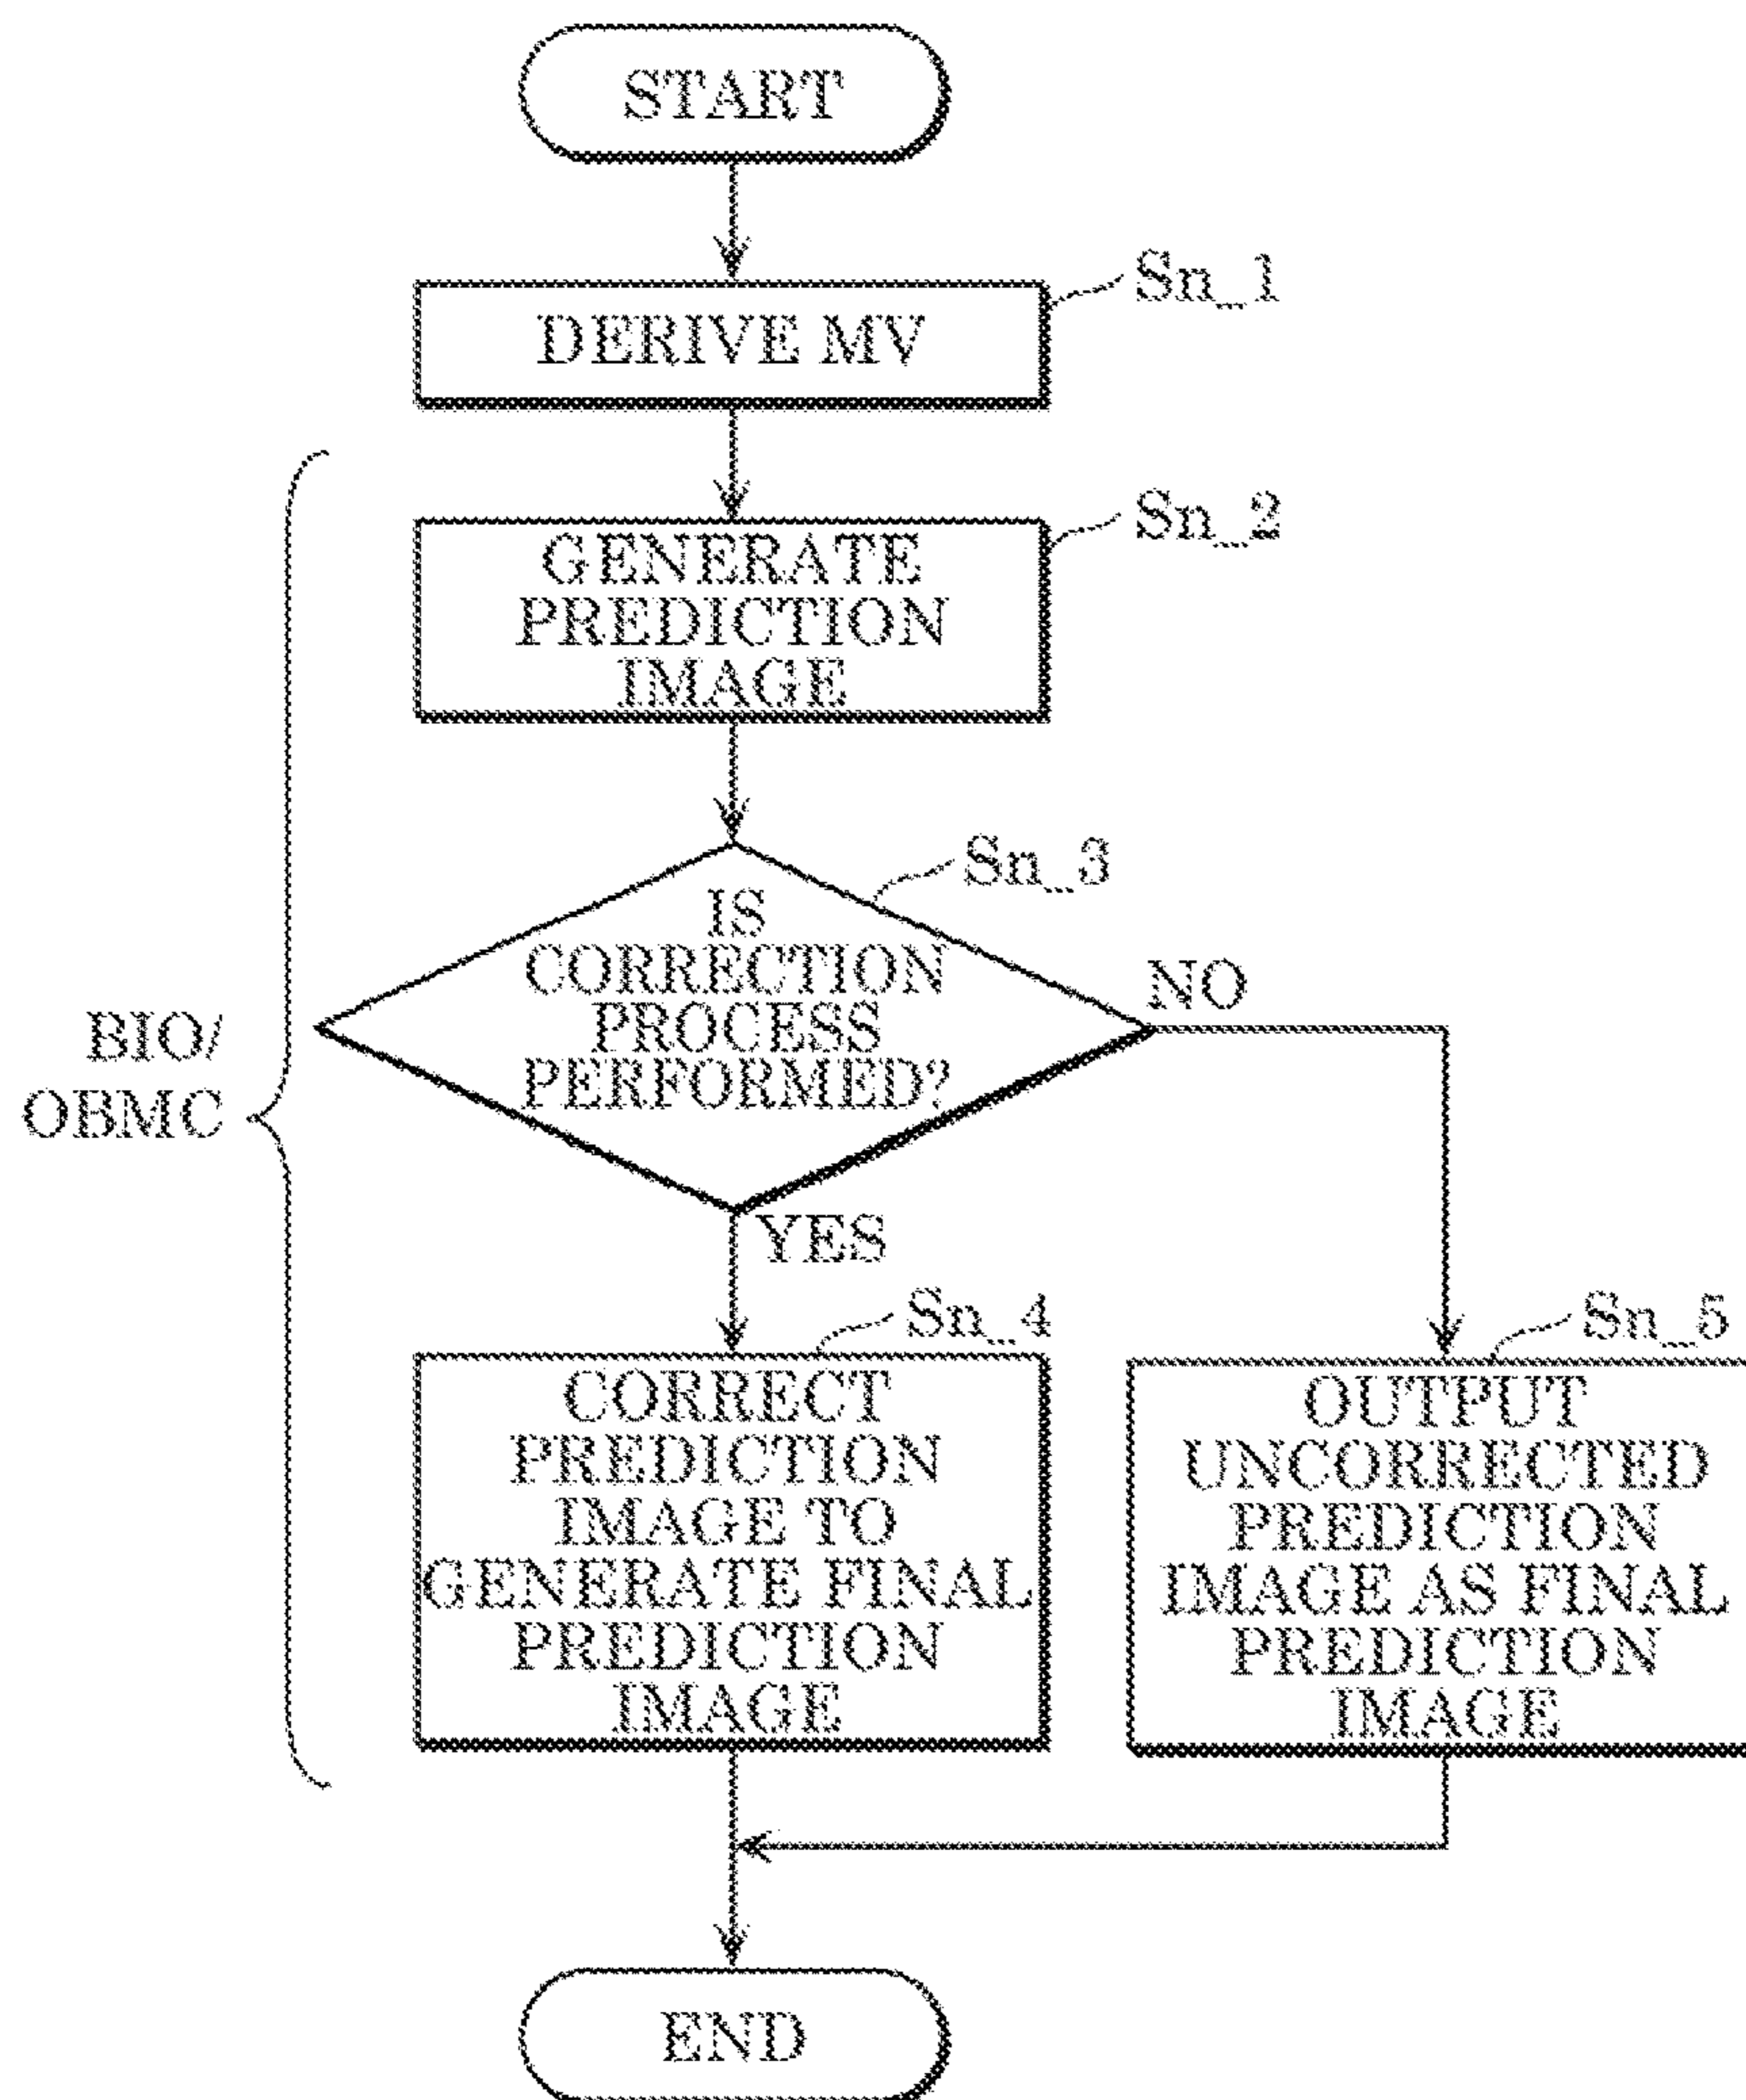 START
Sn_1
DERIVE MV
Sn_2
GENERATE
PREDICTION
IMAGE
Sn_3
IS
CORRECTION
PROCESS
PERFORMED?
NO
BIO/
OBMC
YES
Sn_4
CORRECT
PREDICTION
IMAGE TO
GENERATE FINAL
PREDICTION
IMAGE
Sn_5
OUTPUT
UNCORRECTED
PREDICTION
IMAGE AS FINAL
PREDICTION
IMAGE
END